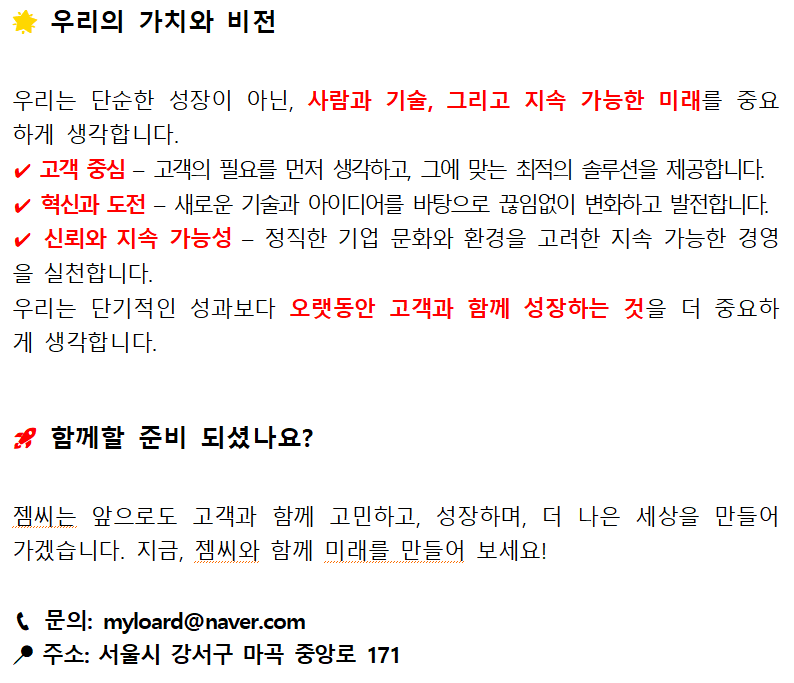 🌟 우리의 가치와 비전
우리는 단순한 성장이 아닌, 사람과 기술, 그리고 지속 가능한 미래를 중요
하게 생각합니다.
✔ 고객 중심 – 고객의 필요를 먼저 생각하고, 그에 맞는 최적의 솔루션을 제공합니다.
✔ 혁신과 도전 – 새로운 기술과 아이디어를 바탕으로 끊임없이 변화하고 발전합니다.
✔ 신뢰와 지속 가능성 – 정직한 기업 문화와 환경을 고려한 지속 가능한 경영
을 실천합니다.
우리는 단기적인 성과보다 오랫동안 고객과 함께 성장하는 것을 더 중요하
게 생각합니다.
🚀 함께할 준비 되셨나요?
젬씨는 앞으로도 고객과 함께 고민하고, 성장하며, 더 나은 세상을 만들어
가겠습니다. 지금, 젬씨와 함께 미래를 만들어 보세요!
📞 문의: myloard@naver.com
📍 주소: 서울시 강서구 마곡 중앙로 171